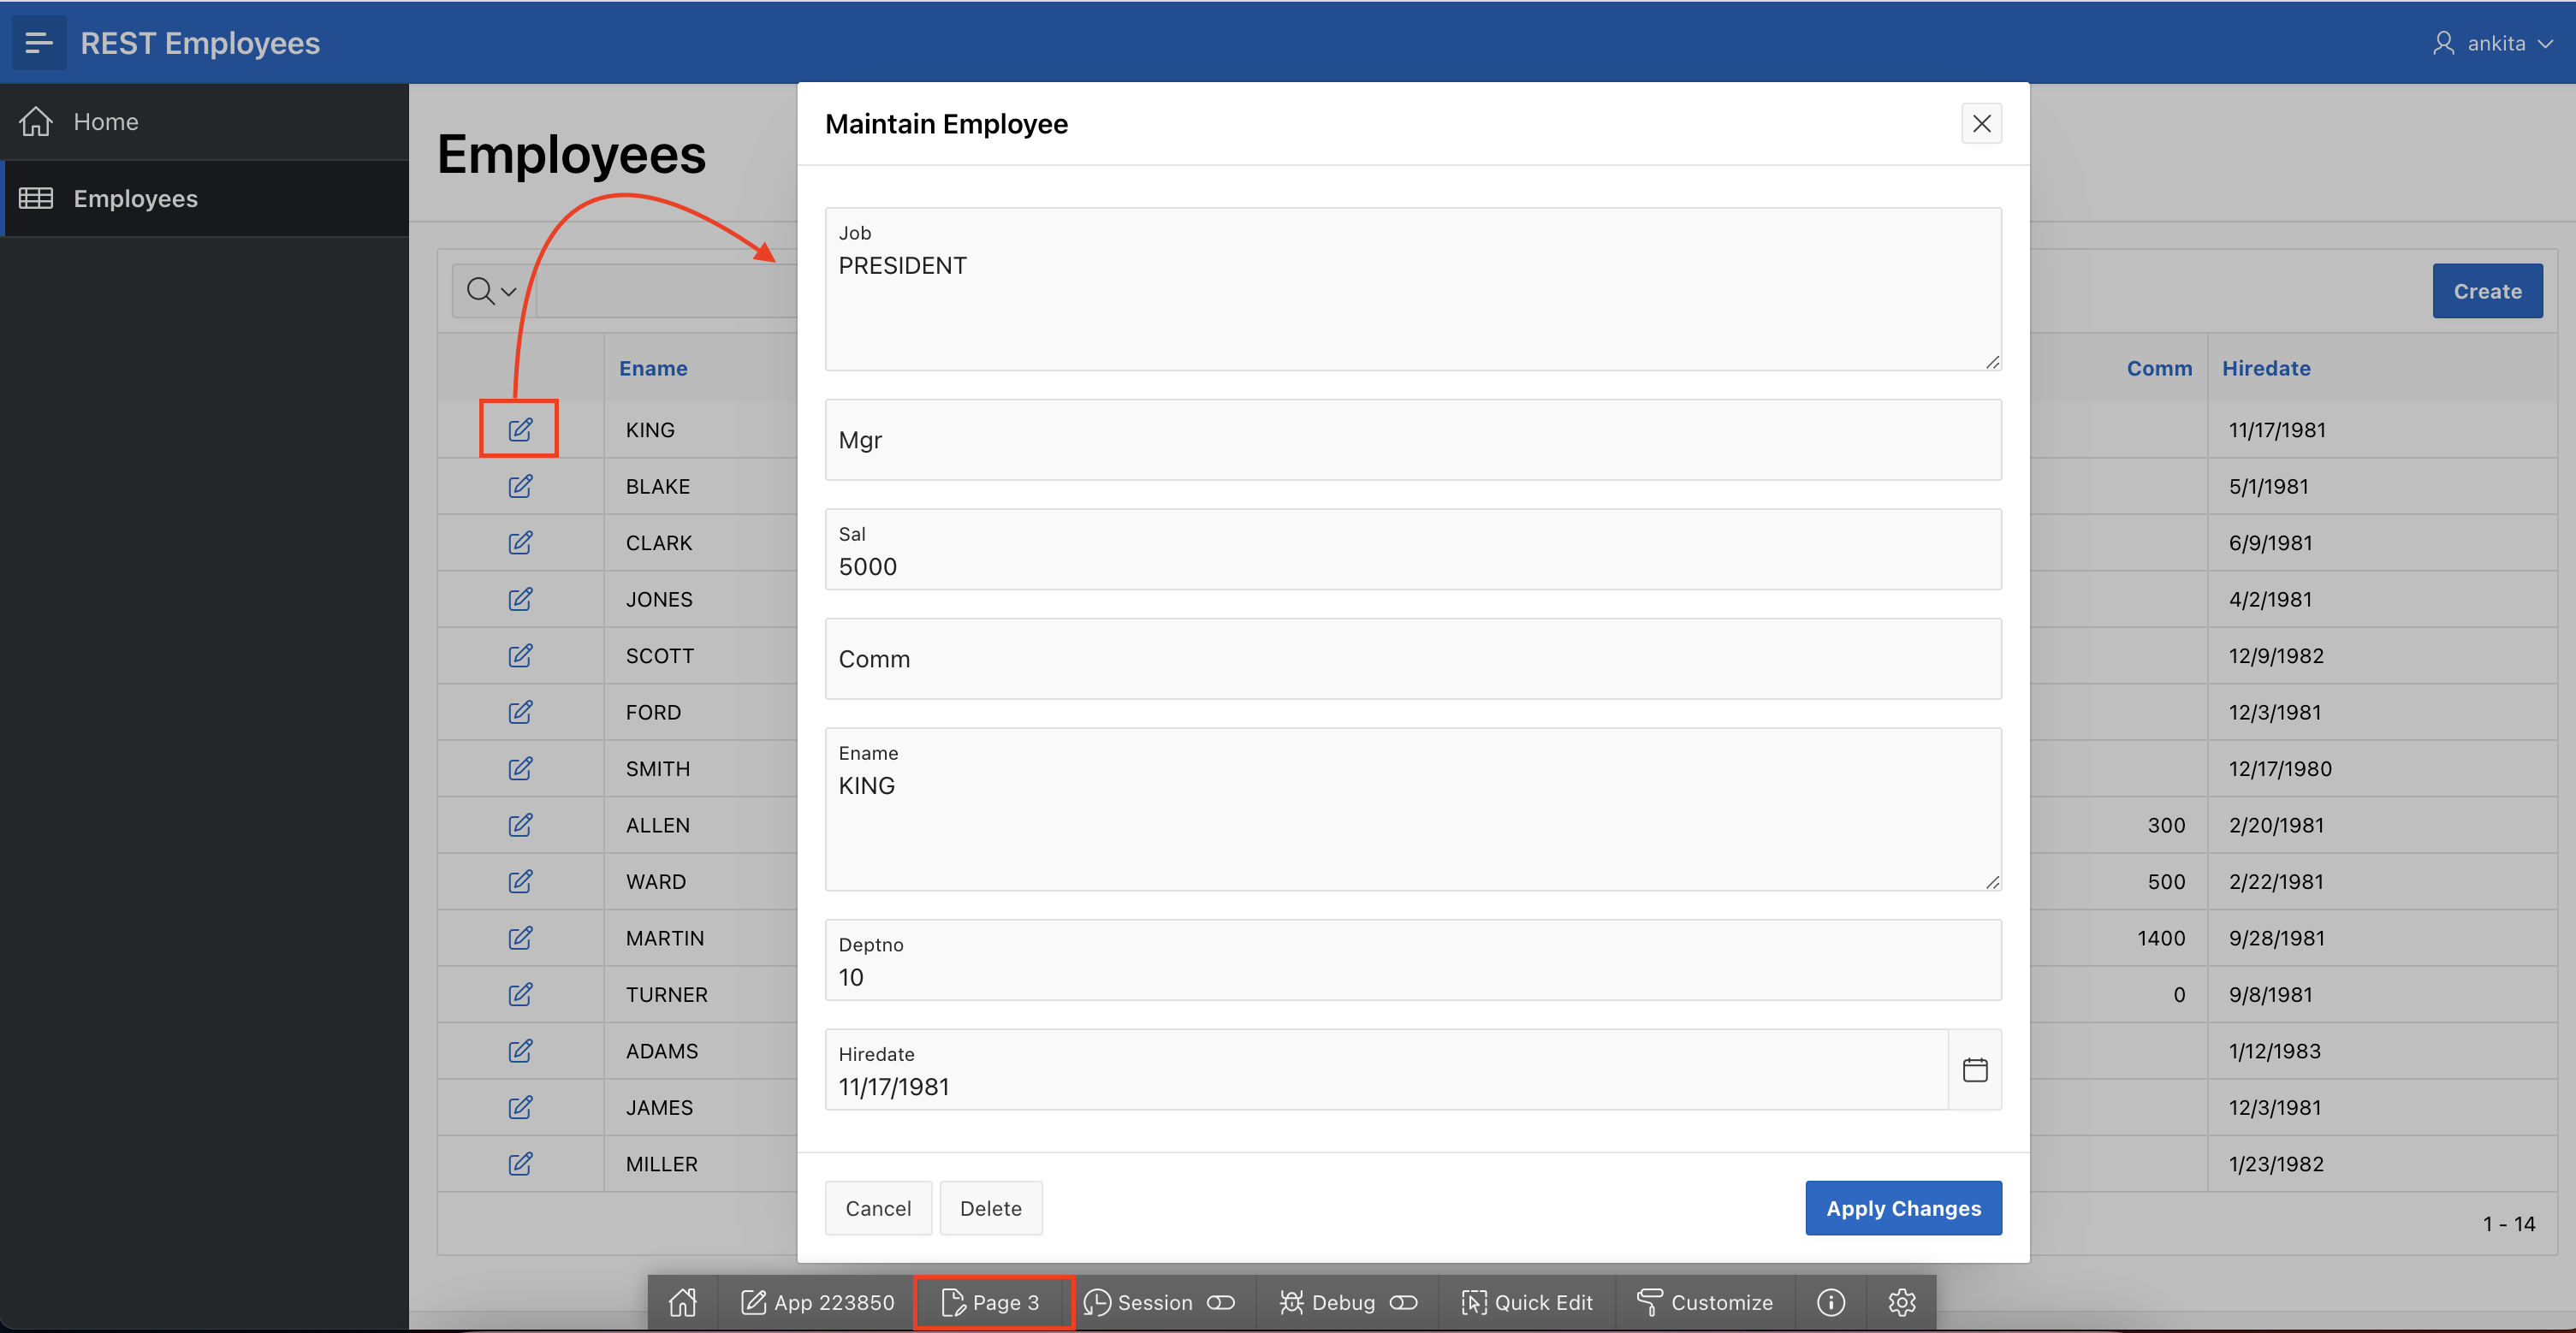 REST Employees
ankita
Home
Employees
Employees
Create
Ename
Comm
Hiredate
KING
11/17/1981
BLAKE
5/1/1981
CLARK
6/9/1981
JONES
4/2/1981
SCOTT
12/9/1982
FORD
12/3/1981
SMITH
12/17/1980
ALLEN
300
2/20/1981
WARD
500
2/22/1981
MARTIN
1400
9/28/1981
TURNER
0
9/8/1981
ADAMS
1/12/1983
JAMES
12/3/1981
MILLER
1/23/1982
1 - 14
Maintain Employee
Job
PRESIDENT
Mgr
Sal
5000
Comm
Ename
KING
Deptno
10
Hiredate
11/17/1981
Cancel
Delete
Apply Changes
App 223850
Page 3
Session
Debug
Quick Edit
Customize